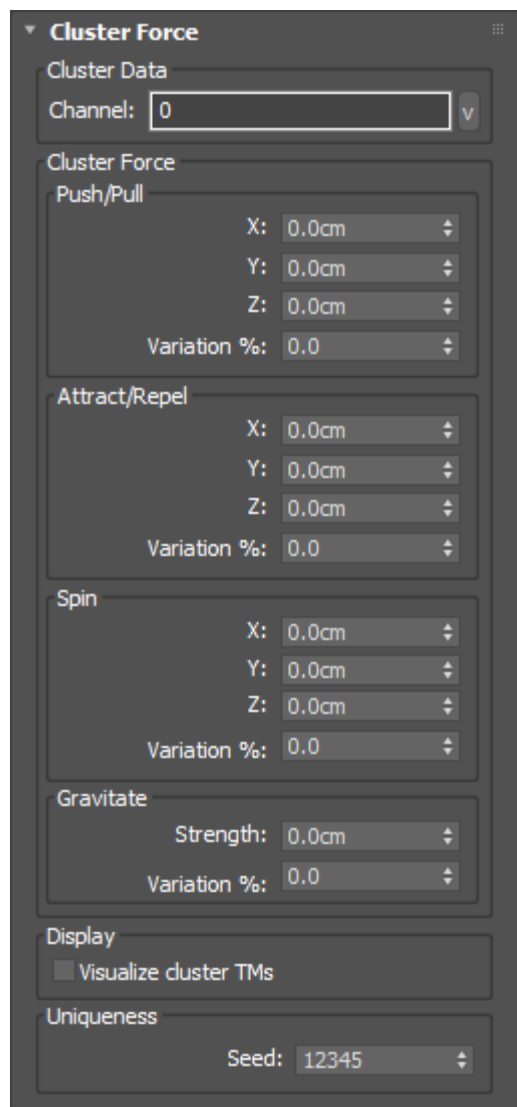 Cluster Force
Cluster Data
Channel: 0 v
Cluster Force
Push/Pull
X: 0.0cm
Y: 0.0cm
Z: 0.0cm
Variation %: 0.0
Attract/Repel
X: 0.0cm
Y: 0.0cm
Z: 0.0cm
Variation %: 0.0
Spin
X: 0.0cm
Y: 0.0cm
Z: 0.0cm
Variation %: 0.0
Gravitate
Strength: 0.0cm
Variation %: 0.0
Display
Visualize cluster TMs
Uniqueness
Seed: 12345